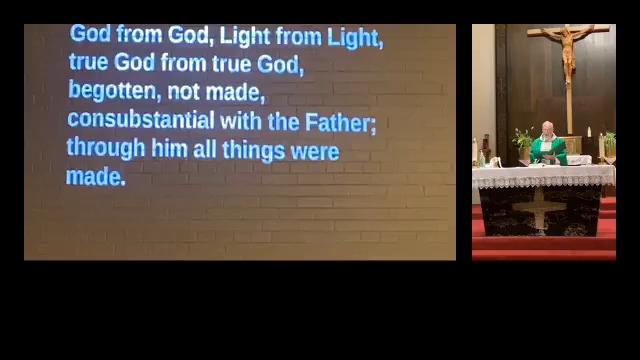 God from God, Light from Light,
true God from true God,
begotten, not made,
consubstantial with the Father;
through him all things were
made.